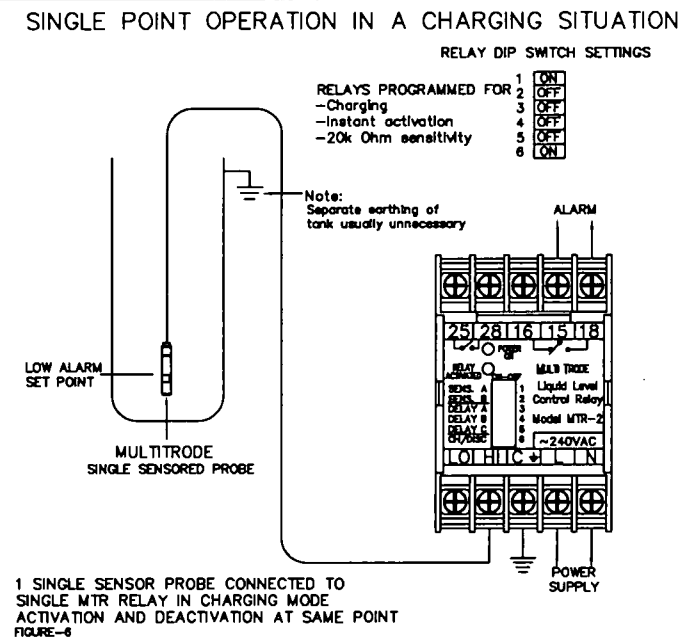 SINGLE POINT OPERATION IN A CHARGING SITUATION
RELAY DIP SWITCH SETTINGS
RELAYS PROGRAMMED FOR
-Charging
-Instant activation
-20k Ohm sensitivity
1 ON
2 OFF
3 OFF
4 OFF
5 OFF
6 ON
Note:
Separate earthing of
tank usually unnecessary
ALARM
25 28 16 15 18
POWER
ON
RELAY
ACTIVATED
ON-OFF
MULTI TRODE
Liquid Level
Control Relay
Model MTR-2
SENS. A 1
SENS. B 2
DELAY A 3
DELAY B 4
DELAY C 5
CH/DISC 6
~240VAC
LO HI C L N
LOW ALARM
SET POINT
MULTITRODE
SINGLE SENSORED PROBE
POWER
SUPPLY
1 SINGLE SENSOR PROBE CONNECTED TO
SINGLE MTR RELAY IN CHARGING MODE
ACTIVATION AND DEACTIVATION AT SAME POINT
FIGURE-6